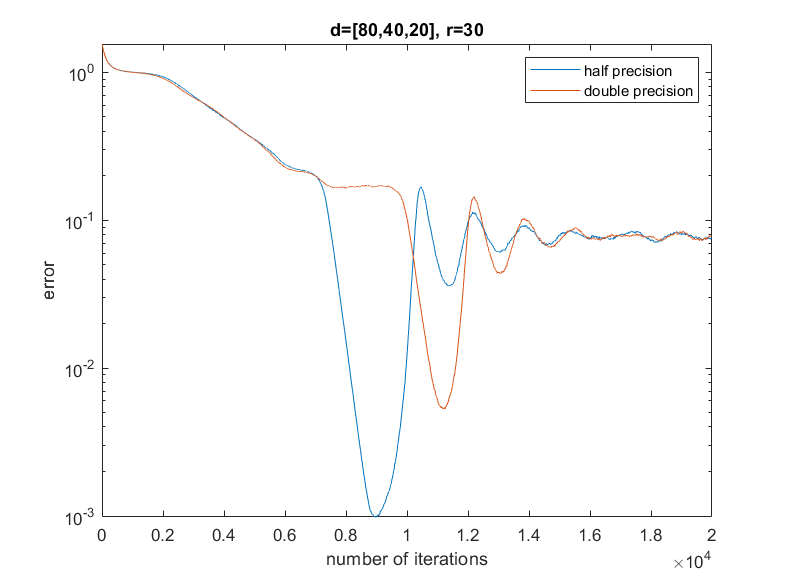 d=[80,40,20], r=30
half precision
double precision
10^0
10^-1
10^-2
10^-3
error
0 0.2 0.4 0.6 0.8 1 1.2 1.4 1.6 1.8 2
number of iterations
×10^4